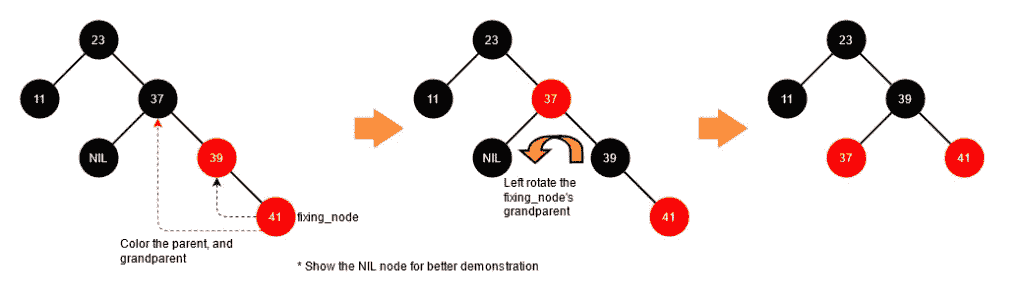 23
11
37
NIL
39
41
fixing_node
Color the parent, and
grandparent
23
11
37
NIL
39
Left rotate the
fixing_node's
grandparent
41
23
11
39
37
41
* Show the NIL node for better demonstration